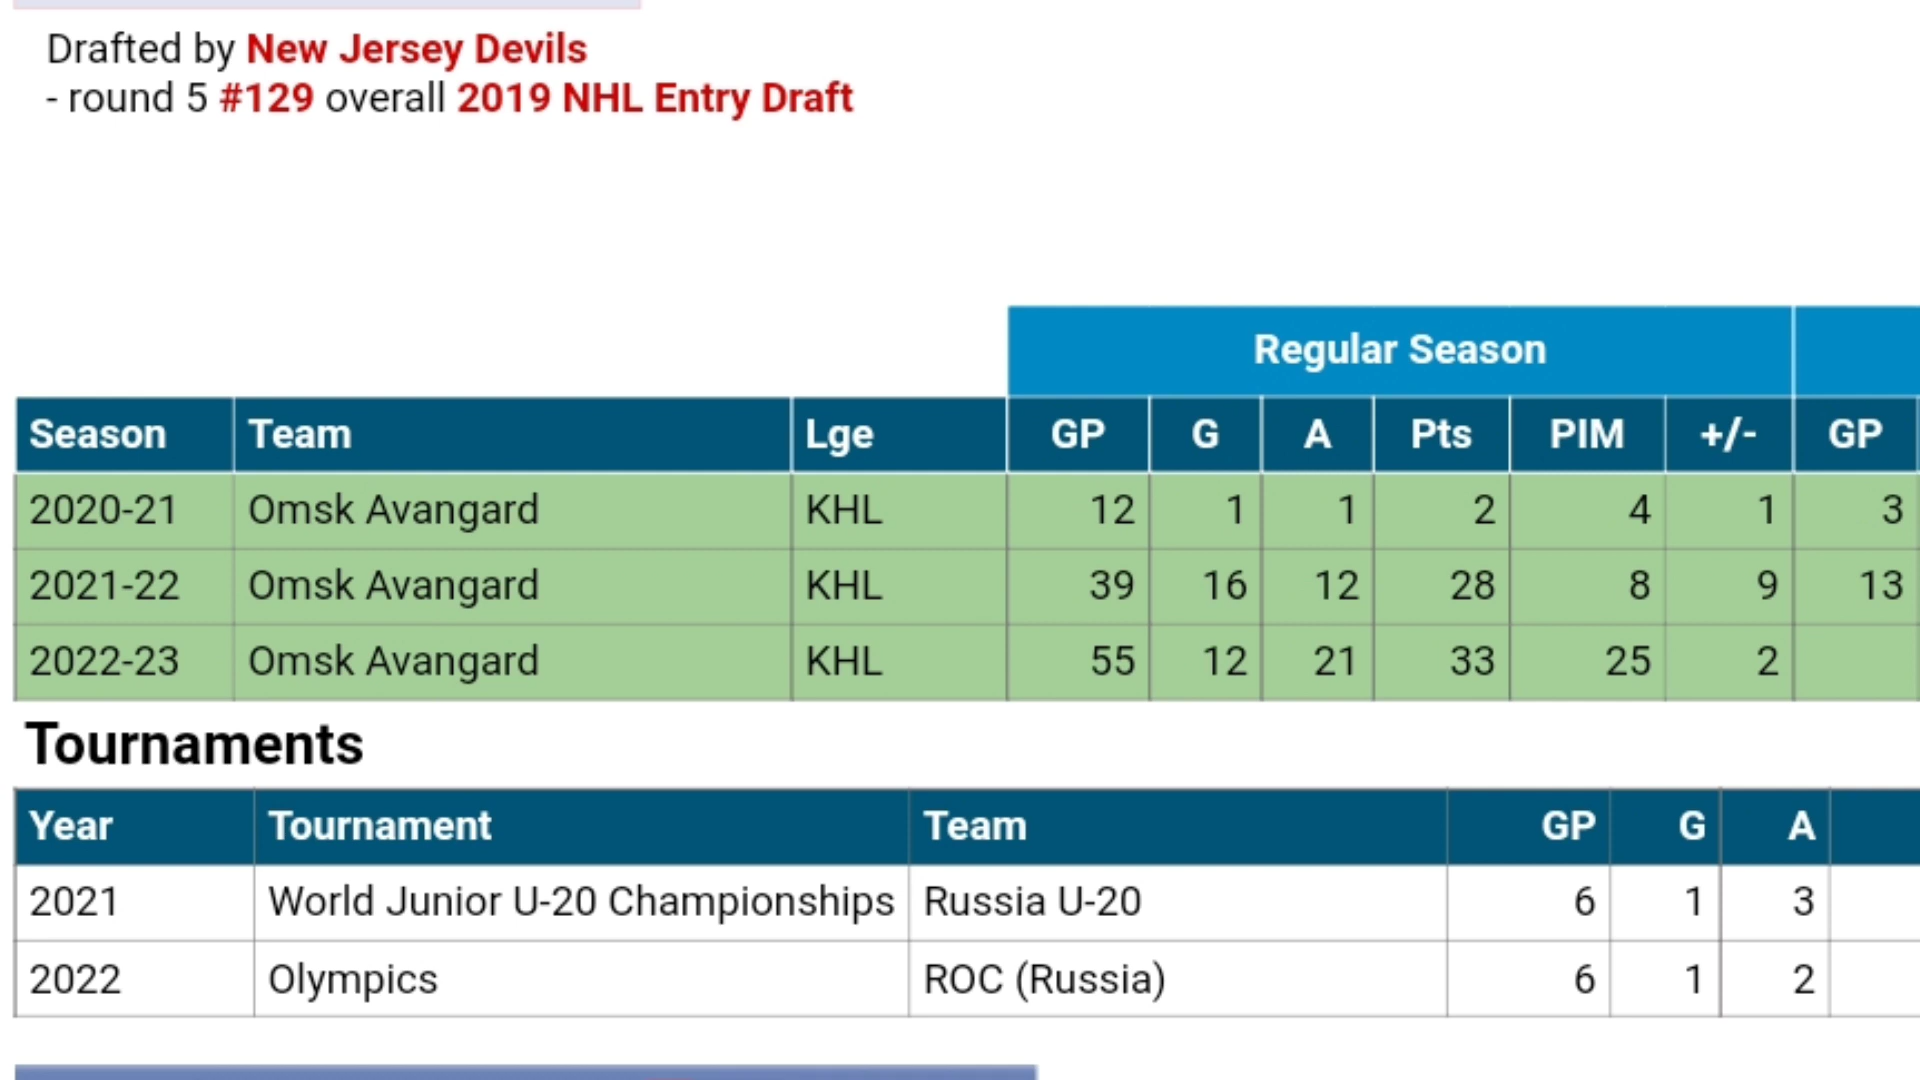 Drafted by New Jersey Devils
- round 5 #129 overall 2019 NHL Entry Draft
Regular Season
Season Team Lge GP G A Pts PIM +/- GP
2020-21 Omsk Avangard KHL 12 1 1 2 4 1 3
2021-22 Omsk Avangard KHL 39 16 12 28 8 9 13
2022-23 Omsk Avangard KHL 55 12 21 33 25 2
Tournaments
Year Tournament Team GP G A
2021 World Junior U-20 Championships Russia U-20 6 1 3
2022 Olympics ROC (Russia) 6 1 2